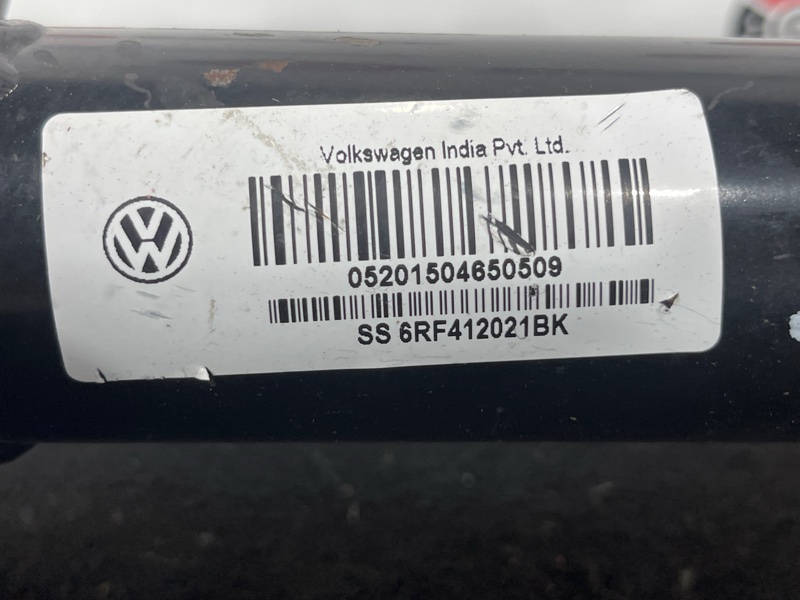 Volkswagen India Pvt. Ltd.
05201504650509
SS 6RF412021BK